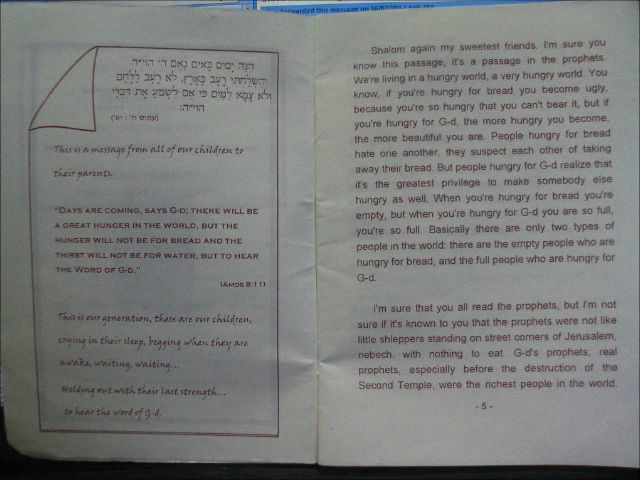 forwarded this message on 16/02/2012
הנה ימים באים נאם ה' הוי"ה
והשלחתי רעב בארץ, לא רעב ללחם
ולא צמא למים כי אם לשמע את דברי
הוי"ה:
(עמוס ח', יא')
This is a message from all of our children to
their parents.
"DAYS ARE COMING, SAYS G-D; THERE WILL BE
A GREAT HUNGER IN THE WORLD, BUT THE
HUNGER WILL NOT BE FOR BREAD AND THE
THIRST WILL NOT BE FOR WATER, BUT TO HEAR
THE WORD OF G-D."
(AMOS 8:11)
This is our generation, these are our children,
crying in their sleep, begging when they are
awake, waiting, waiting...
Holding out with their last strength...
to hear the word of G-d.
Shalom again my sweetest friends. I'm sure you
know this passage, it's a passage in the prophets.
We're living in a hungry world, a very hungry world. You
know, if you're hungry for bread you become ugly,
because you're so hungry that you can't bear it, but if
you're hungry for G-d, the more hungry you become,
the more beautiful you are. People hungry for bread
hate one another, they suspect each other of taking
away their bread. But people hungry for G-d realize that
it's the greatest privilege to make somebody else
hungry as well. When you're hungry for bread you're
empty, but when you're hungry for G-d you are so full,
you're so full. Basically there are only two types of
people in the world: there are the empty people who are
hungry for bread, and the full people who are hungry for
G-d.
I'm sure that you all read the prophets, but I'm not
sure if it's known to you that the prophets were not like
little shleppers standing on street corners of Jerusalem,
nebech, with nothing to eat. G-d's prophets, real
prophets, especially before the destruction of the
Second Temple, were the richest people in the world.
- 5 -